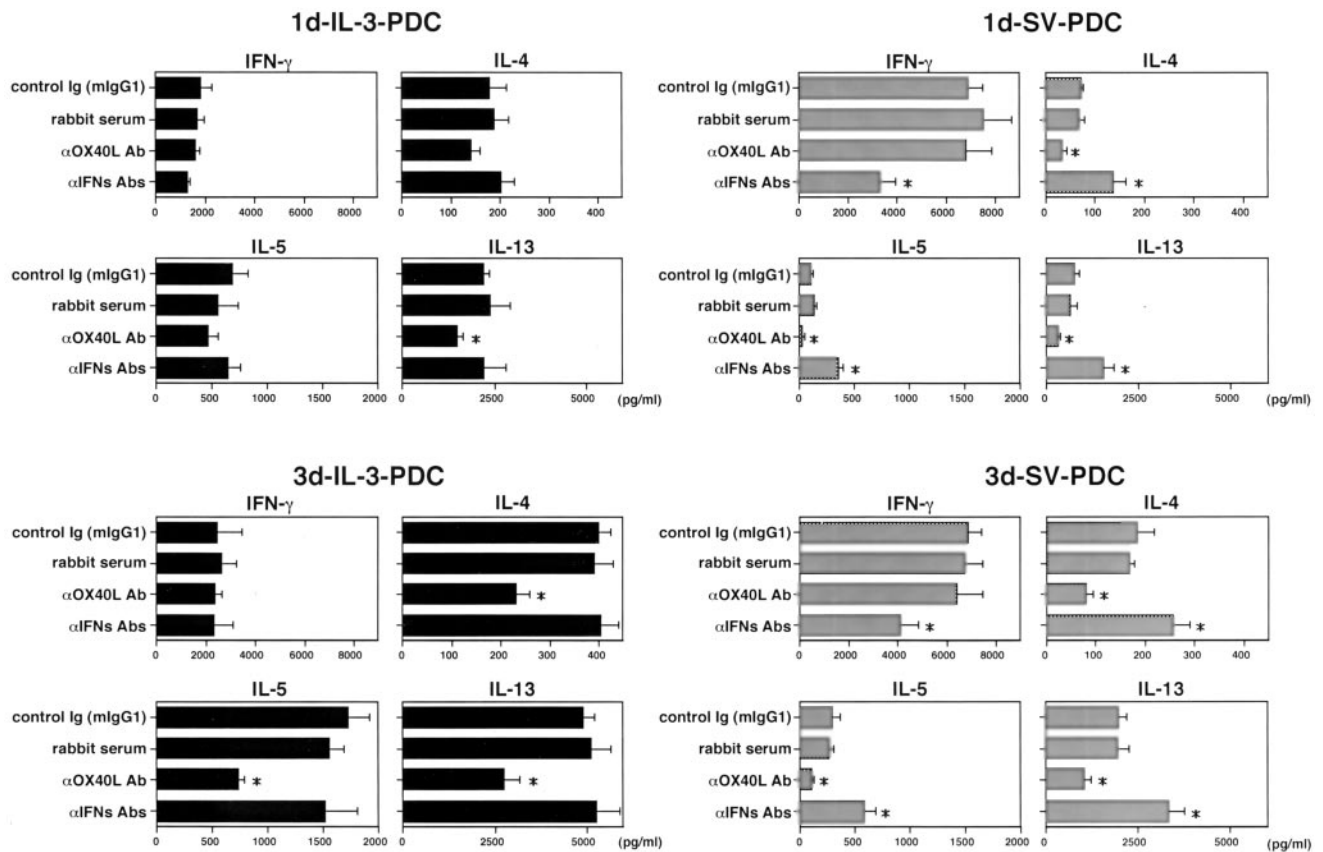 1d-IL-3-PDC 1d-SV-PDC
IFN-γ IL-4 IFN-γ IL-4
control Ig (mIgG1) control Ig (mIgG1)
rabbit serum rabbit serum
αOX40L Ab αOX40L Ab *
αIFNs Abs αIFNs Abs * *
0 2000 4000 6000 8000 0 100 200 300 400 0 2000 4000 6000 8000 0 100 200 300 400
IL-5 IL-13 IL-5 IL-13
control Ig (mIgG1) control Ig (mIgG1)
rabbit serum rabbit serum
αOX40L Ab * αOX40L Ab * *
αIFNs Abs αIFNs Abs * *
0 500 1000 1500 2000 0 2500 5000 0 500 1000 1500 2000 0 2500 5000
(pg/ml) (pg/ml)
3d-IL-3-PDC 3d-SV-PDC
IFN-γ IL-4 IFN-γ IL-4
control Ig (mIgG1) control Ig (mIgG1)
rabbit serum rabbit serum
αOX40L Ab * αOX40L Ab *
αIFNs Abs αIFNs Abs * *
0 2000 4000 6000 8000 0 100 200 300 400 0 2000 4000 6000 8000 0 100 200 300 400
IL-5 IL-13 IL-5 IL-13
control Ig (mIgG1) control Ig (mIgG1)
rabbit serum rabbit serum
αOX40L Ab * * αOX40L Ab * *
αIFNs Abs αIFNs Abs * *
0 500 1000 1500 2000 0 2500 5000 0 500 1000 1500 2000 0 2500 5000
(pg/ml) (pg/ml)